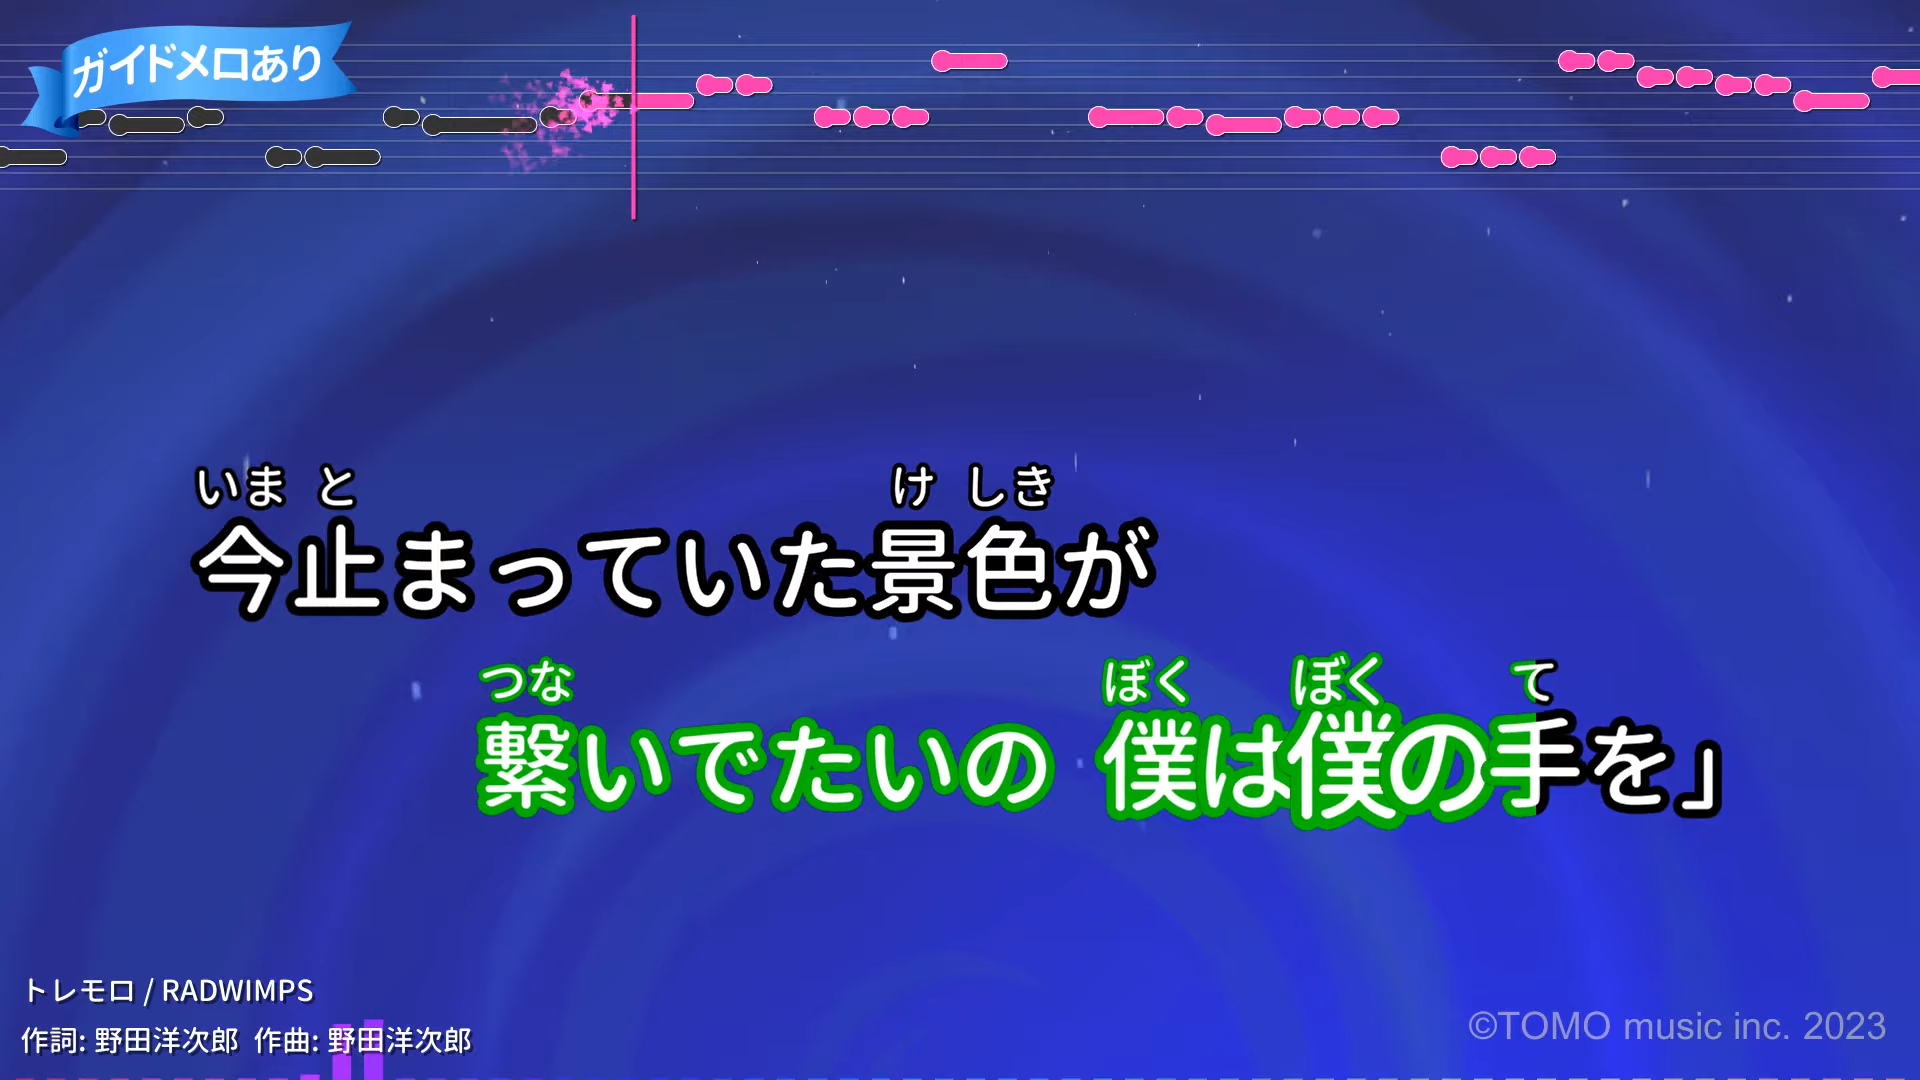 ガイドメロあり
いま と け しき
今止まっていた景色が
つな ぼく ぼく て
繋いでたいの 僕は僕の手を」
トレモロ / RADWIMPS
作詞: 野田洋次郎 作曲: 野田洋次郎
©TOMO music inc. 2023